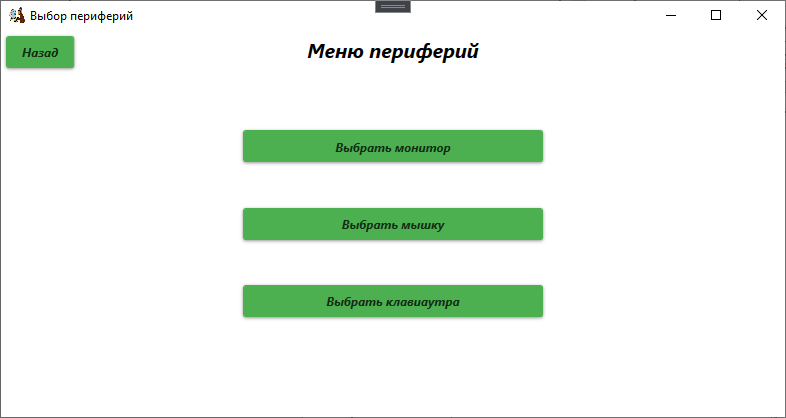 Выбор периферий
Назад
Меню периферий
Выбрать монитор
Выбрать мышку
Выбрать клавиаутра